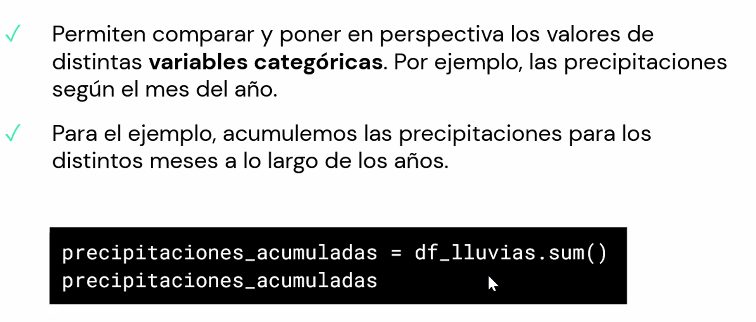 Permiten comparar y poner en perspectiva los valores de
distintas variables categóricas. Por ejemplo, las precipitaciones
según el mes del año.
Para el ejemplo, acumulemos las precipitaciones para los
distintos meses a lo largo de los años.
precipitaciones_acumuladas = df_lluvias.sum()
precipitaciones_acumuladas